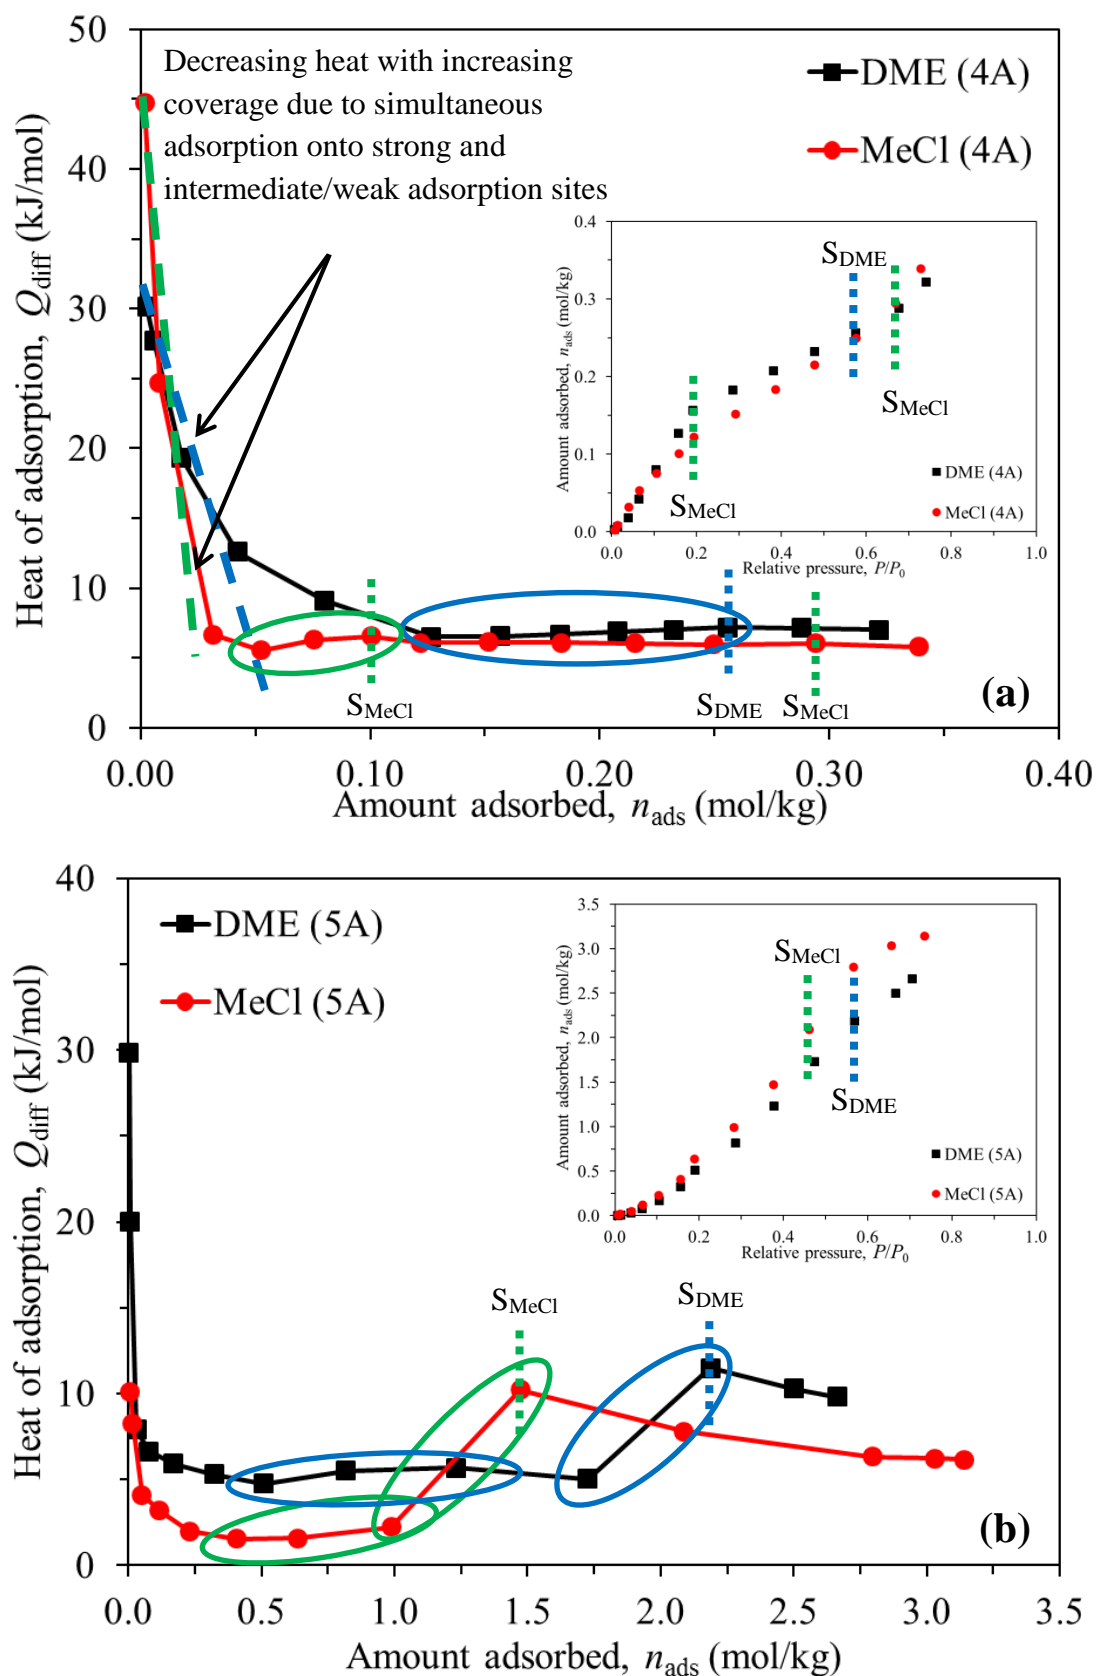 50
40
30
20
10
0
Heat of adsorption, Qdiff (kJ/mol)
Decreasing heat with increasing
coverage due to simultaneous
adsorption onto strong and
intermediate/weak adsorption sites
DME (4A)
MeCl (4A)
0.4
0.3
0.2
0.1
0.0
Amount adsorbed, nads (mol/kg)
SDME
SMeCl
SMeCl
DME (4A)
MeCl (4A)
0.0 0.2 0.4 0.6 0.8 1.0
Relative pressure, P/P0
SMeCl
SDME
SMeCl
(a)
0.00 0.10 0.20 0.30 0.40
Amount adsorbed, nads (mol/kg)
40
30
20
10
0
Heat of adsorption, Qdiff (kJ/mol)
DME (5A)
MeCl (5A)
3.5
3.0
2.5
2.0
1.5
1.0
0.5
0.0
Amount adsorbed, nads (mol/kg)
SMeCl
SDME
DME (5A)
MeCl (5A)
0.0 0.2 0.4 0.6 0.8 1.0
Relative pressure, P/P0
SMeCl
SDME
(b)
0.0 0.5 1.0 1.5 2.0 2.5 3.0 3.5
Amount adsorbed, nads (mol/kg)